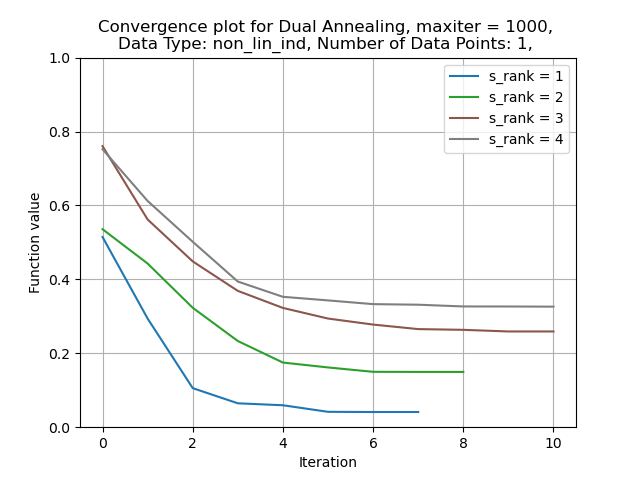 Convergence plot for Dual Annealing, maxiter = 1000,
Data Type: non_lin_ind, Number of Data Points: 1,
s_rank = 1
s_rank = 2
s_rank = 3
s_rank = 4
Function value
1.0
0.8
0.6
0.4
0.2
0.0
0 2 4 6 8 10
Iteration